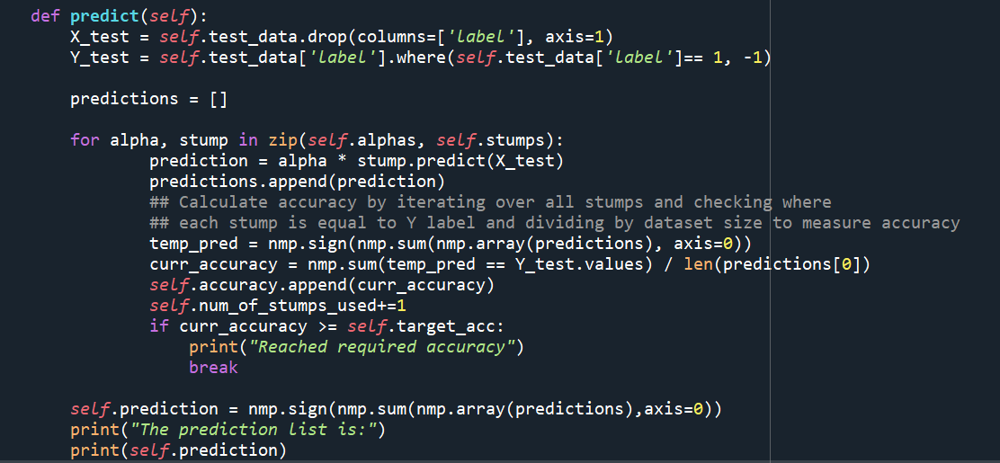 def predict(self):
    X_test = self.test_data.drop(columns=['label'], axis=1)
    Y_test = self.test_data['label'].where(self.test_data['label']== 1, -1)

    predictions = []

    for alpha, stump in zip(self.alphas, self.stumps):
            prediction = alpha * stump.predict(X_test)
            predictions.append(prediction)
            ## Calculate accuracy by iterating over all stumps and checking where
            ## each stump is equal to Y label and dividing by dataset size to measure accuracy
            temp_pred = nmp.sign(nmp.sum(nmp.array(predictions), axis=0))
            curr_accuracy = nmp.sum(temp_pred == Y_test.values) / len(predictions[0])
            self.accuracy.append(curr_accuracy)
            self.num_of_stumps_used+=1
            if curr_accuracy >= self.target_acc:
                print("Reached required accuracy")
                break

    self.prediction = nmp.sign(nmp.sum(nmp.array(predictions),axis=0))
    print("The prediction list is:")
    print(self.prediction)